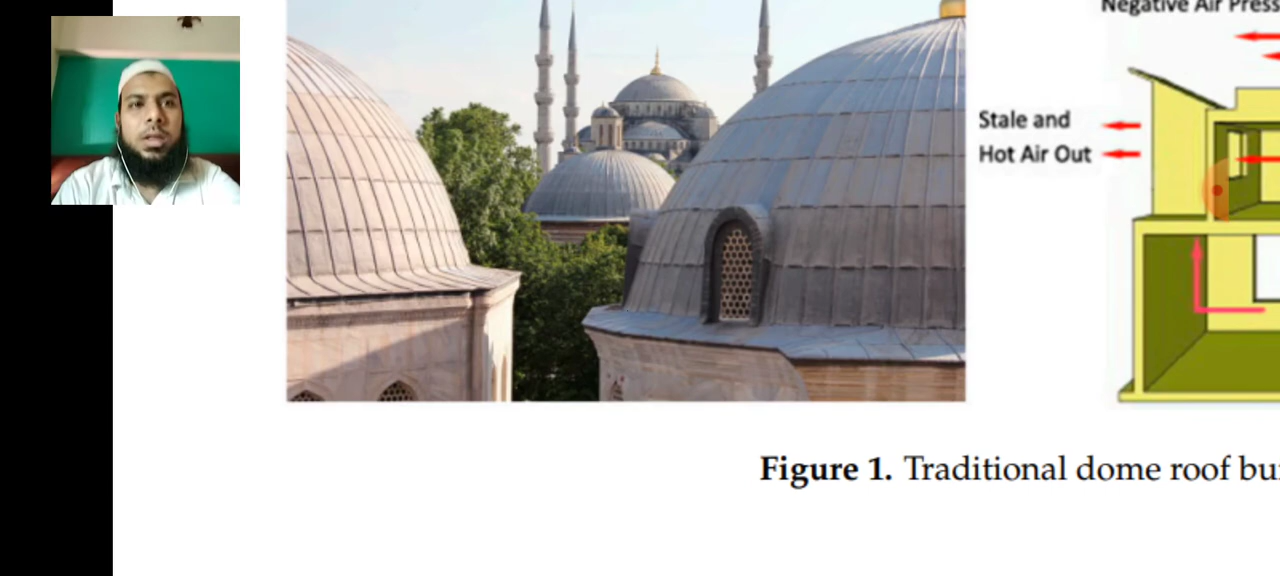 Negative Air Press
Stale and
Hot Air Out
Figure 1. Traditional dome roof bu